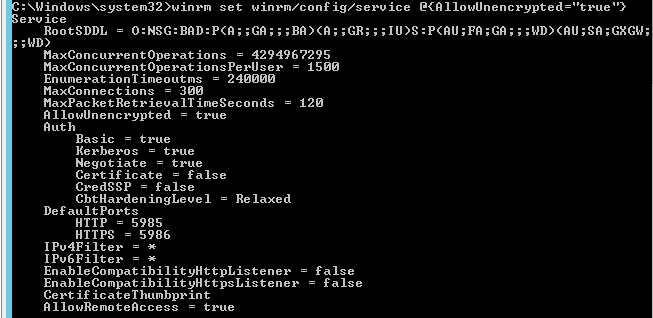 C:\Windows\system32>winrm set winrm/config/service @{AllowUnencrypted="true"}
Service
    RootSDDL = O:NSG:BAD:P(A;;GA;;;BA)(A;;GR;;;IU)S:P(AU;FA;GA;;;WD)(AU;SA;GXGW;
;;WD)
    MaxConcurrentOperations = 4294967295
    MaxConcurrentOperationsPerUser = 1500
    EnumerationTimeoutms = 240000
    MaxConnections = 300
    MaxPacketRetrievalTimeSeconds = 120
    AllowUnencrypted = true
    Auth
        Basic = true
        Kerberos = true
        Negotiate = true
        Certificate = false
        CredSSP = false
        CbtHardeningLevel = Relaxed
    DefaultPorts
        HTTP = 5985
        HTTPS = 5986
    IPv4Filter = *
    IPv6Filter = *
    EnableCompatibilityHttpListener = false
    EnableCompatibilityHttpsListener = false
    CertificateThumbprint
    AllowRemoteAccess = true